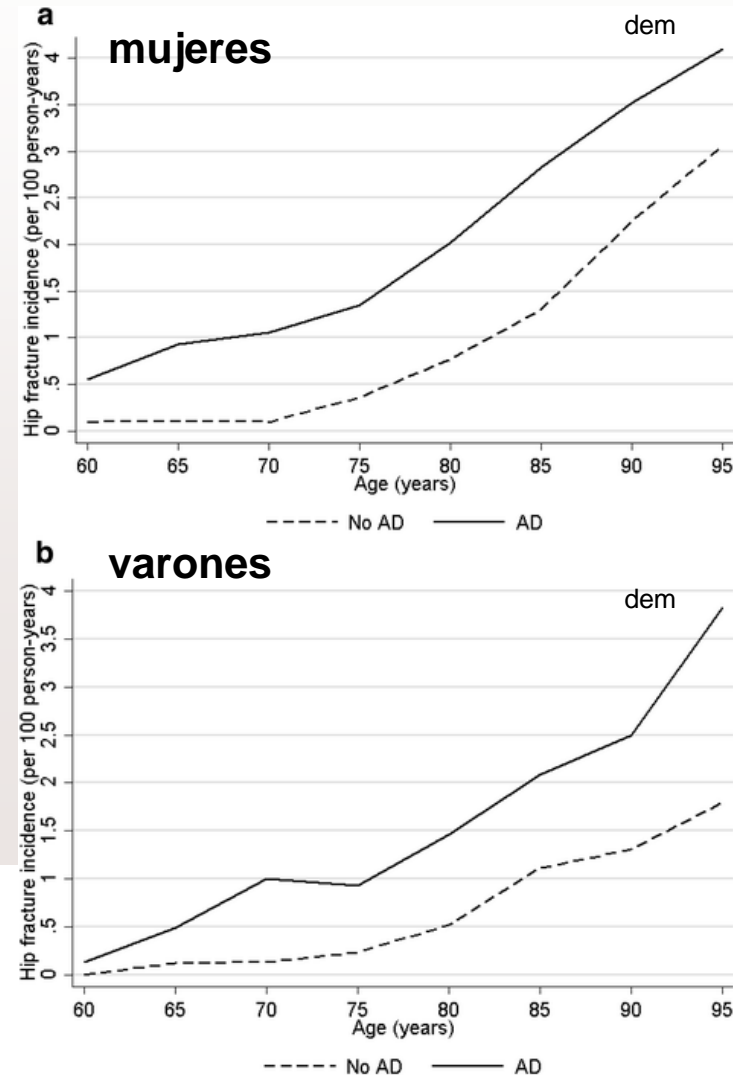 a
mujeres
dem
Hip fracture incidence (per 100 person-years)
4
3.5
3
2.5
2
1.5
1
.5
0
60 65 70 75 80 85 90 95
Age (years)
No AD AD
b
varones
dem
Hip fracture incidence (per 100 person-years)
4
3.5
3
2.5
2
1.5
1
.5
0
60 65 70 75 80 85 90 95
Age (years)
No AD AD